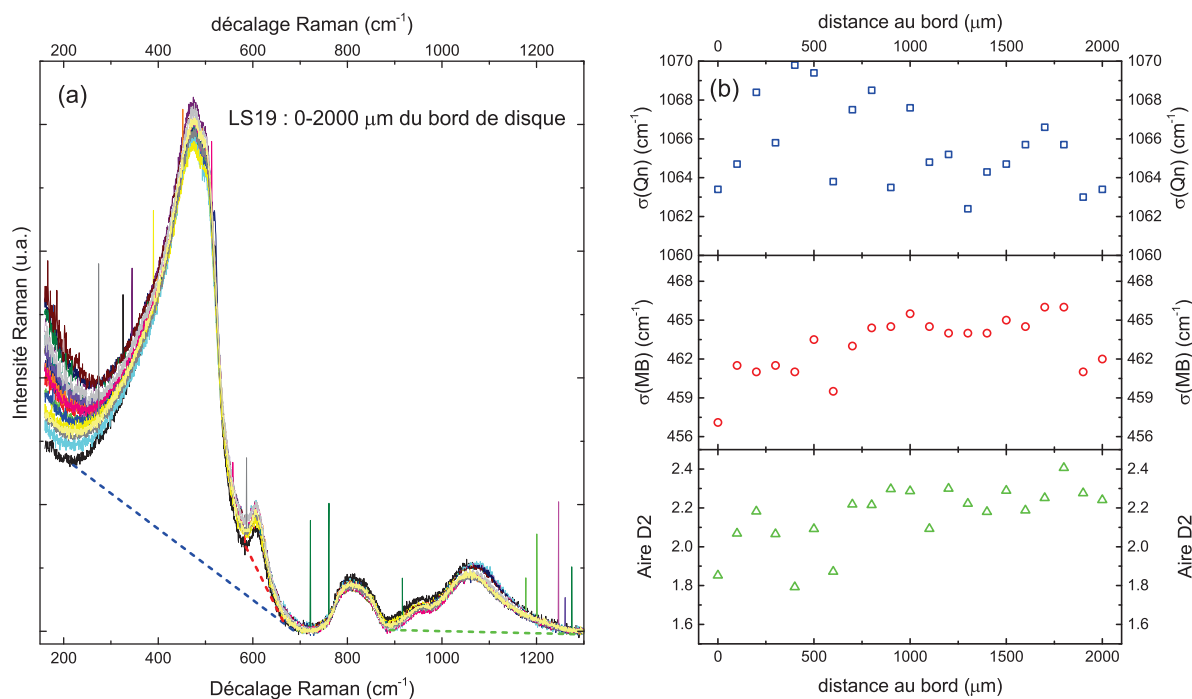 décalage Raman (cm-1)
200 400 600 800 1000 1200
(a)
LS19 : 0-2000 μm du bord de disque
Intensité Raman (u.a.)
200 400 600 800 1000 1200
Décalage Raman (cm-1)
distance au bord (μm)
0 500 1000 1500 2000
(b)
1070 1070
1068 1068
1066 1066
1064 1064
1062 1062
1060 1060
σ(Qn) (cm-1) σ(Qn) (cm-1)
468 468
465 465
462 462
459 459
456 456
σ(MB) (cm-1) σ(MB) (cm-1)
2.4 2.4
2.2 2.2
2.0 2.0
1.8 1.8
1.6 1.6
Aire D2 Aire D2
0 500 1000 1500 2000
distance au bord (μm)